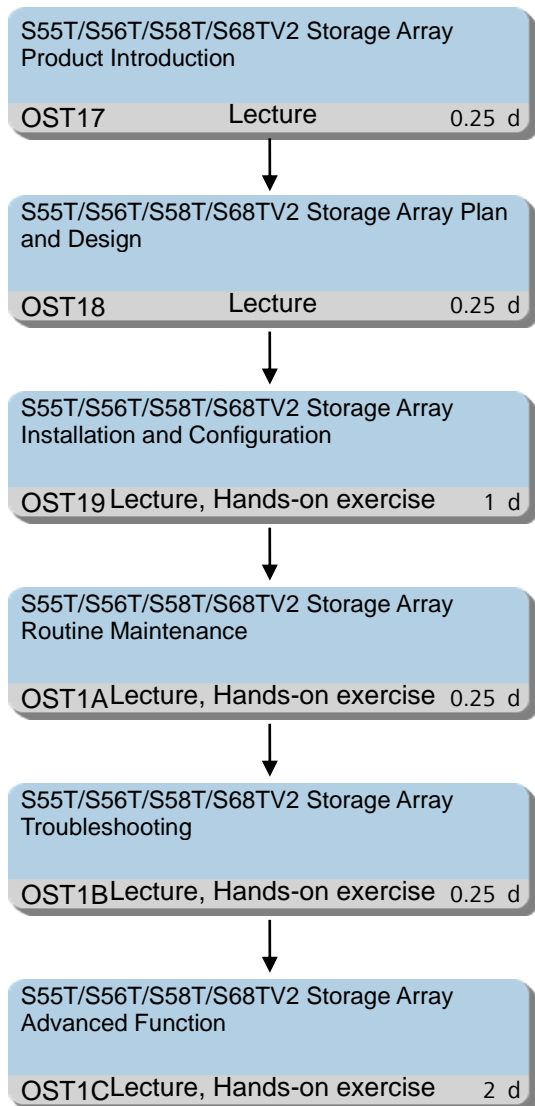 S55T/S56T/S58T/S68TV2 Storage Array
Product Introduction
OST17 Lecture 0.25 d
S55T/S56T/S58T/S68TV2 Storage Array Plan
and Design
OST18 Lecture 0.25 d
S55T/S56T/S58T/S68TV2 Storage Array
Installation and Configuration
OST19 Lecture, Hands-on exercise 1 d
S55T/S56T/S58T/S68TV2 Storage Array
Routine Maintenance
OST1A Lecture, Hands-on exercise 0.25 d
S55T/S56T/S58T/S68TV2 Storage Array
Troubleshooting
OST1B Lecture, Hands-on exercise 0.25 d
S55T/S56T/S58T/S68TV2 Storage Array
Advanced Function
OST1C Lecture, Hands-on exercise 2 d